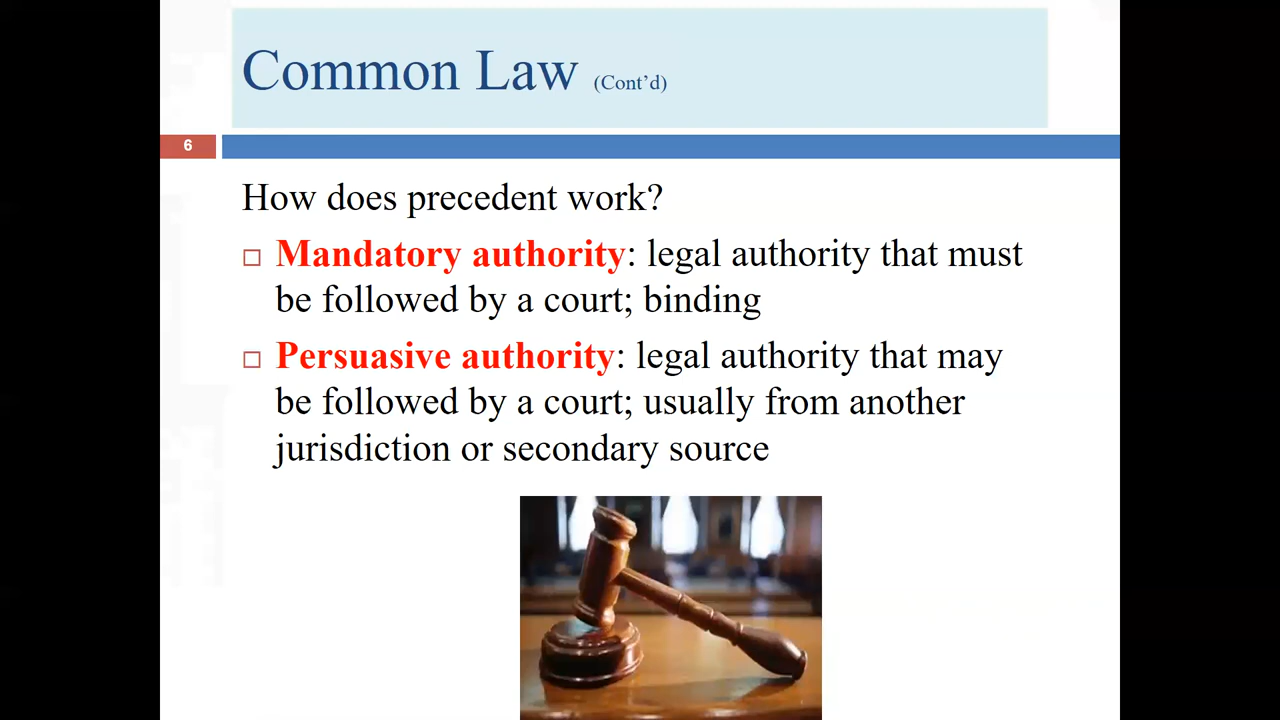 Common Law (Cont’d)
6
How does precedent work?
Mandatory authority: legal authority that must
be followed by a court; binding
Persuasive authority: legal authority that may
be followed by a court; usually from another
jurisdiction or secondary source